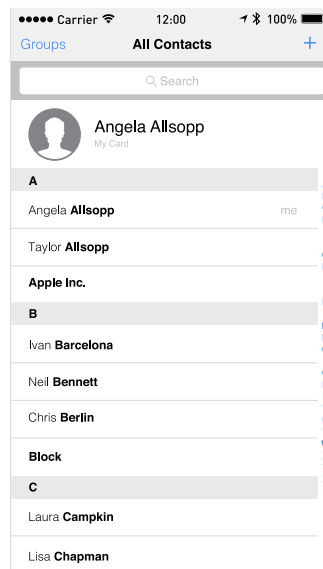 Carrier 12:00 100%
Groups All Contacts +
Search
Angela Allsopp
My Card
A
Angela Allsopp me
Taylor Allsopp
Apple Inc.
B
Ivan Barcelona
Neil Bennett
Chris Berlin
Block
C
Laura Campkin
Lisa Chapman